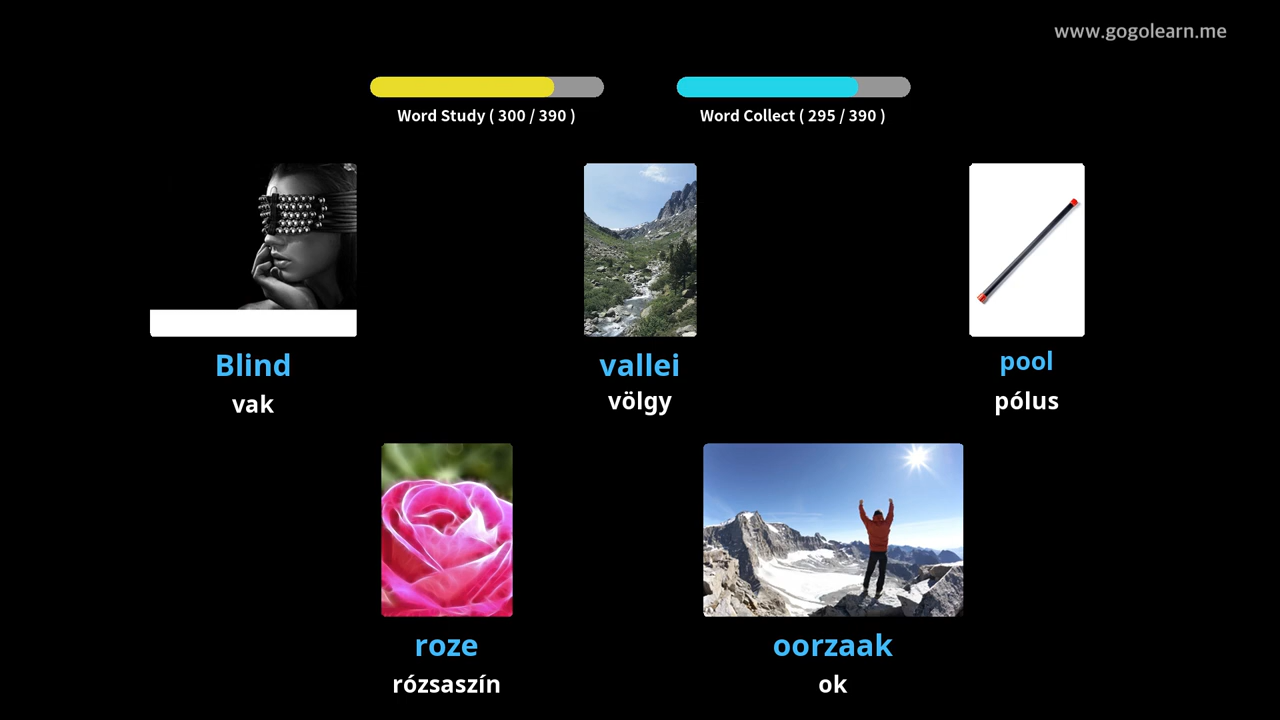 www.gogolearn.me
Word Study ( 300 / 390 )
Word Collect ( 295 / 390 )
Blind
vak
vallei
völgy
pool
pólus
roze
rózsaszín
oorzaak
ok